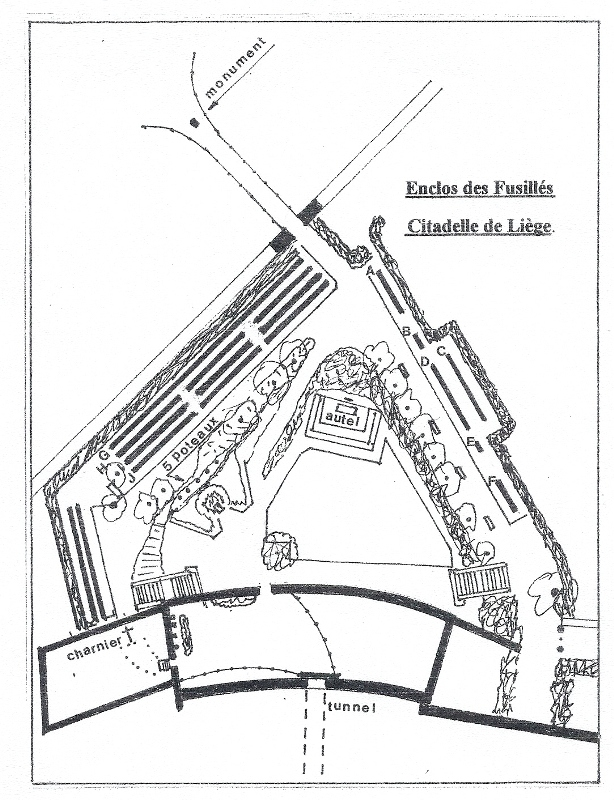 monument
Enclos des Fusillés
Citadelle de Liège.
A
B
C
D
autel
5 Poteaux
G
H
J
E
F
charnier
tunnel